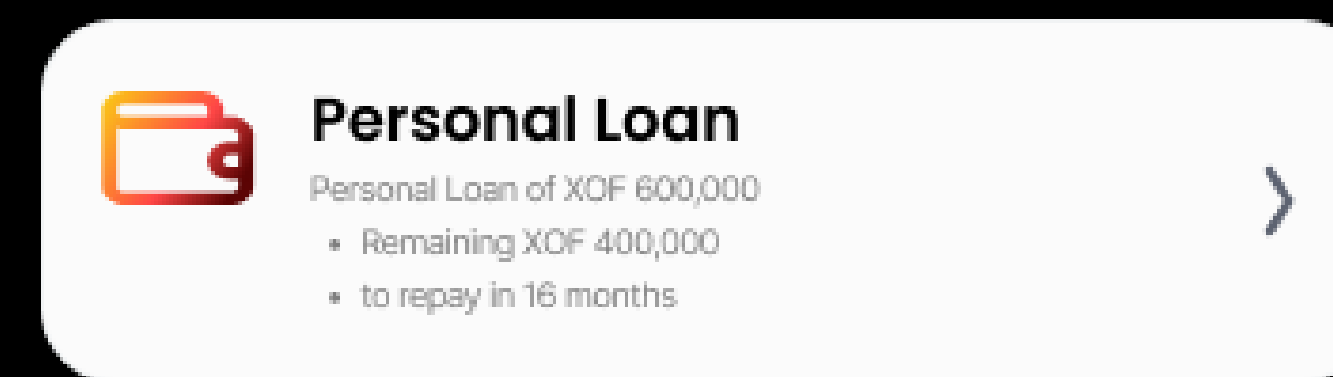 Personal Loan
Personal Loan of XOF 600,000
• Remaining XOF 400,000
• to repay in 16 months